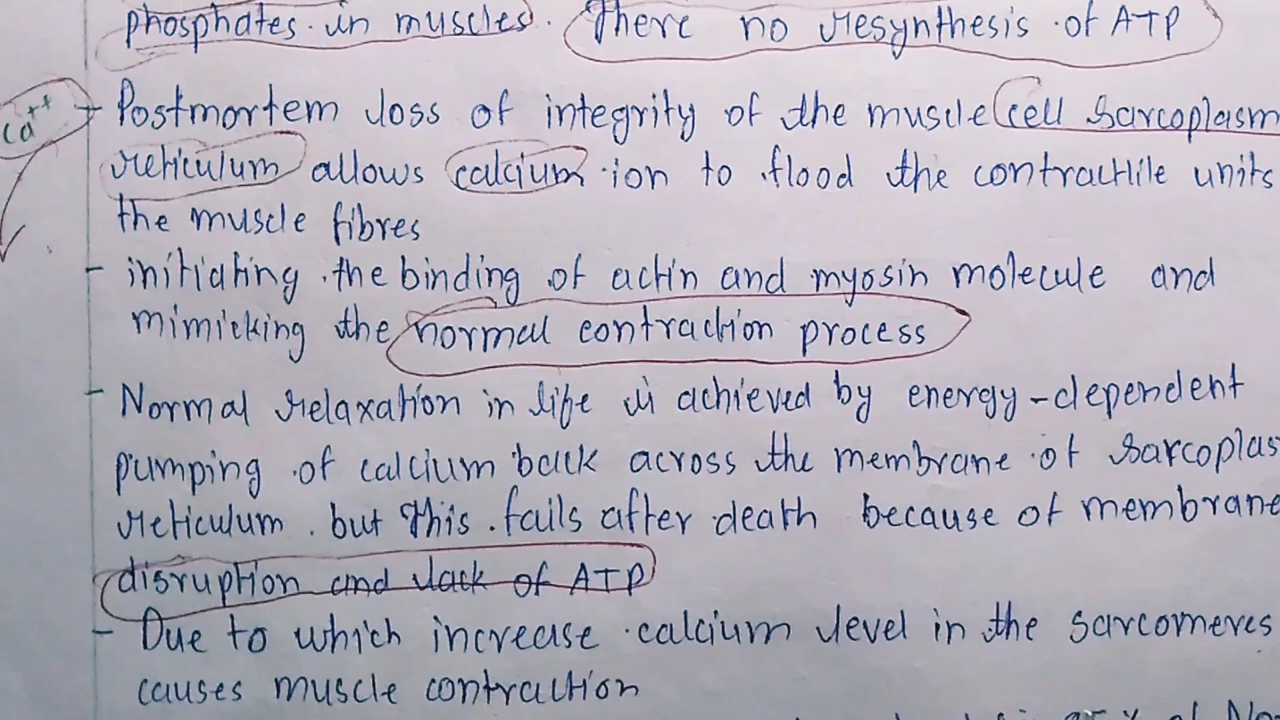 phosphates in muscles. There no resynthesis of ATP
Ca++
- Postmortem loss of integrity of the muscle cell sarcoplasm
reticulum allows calcium ion to flood the contractile units
the muscle fibres
- initiating the binding of actin and myosin molecule and
mimicking the normal contraction process
- Normal relaxation in life is achieved by energy-dependent
pumping of calcium back across the membrane of sarcoplas
reticulum. but this fails after death because of membrane
disruption and lack of ATP
- Due to which increase calcium level in the sarcomeres
causes muscle contraction